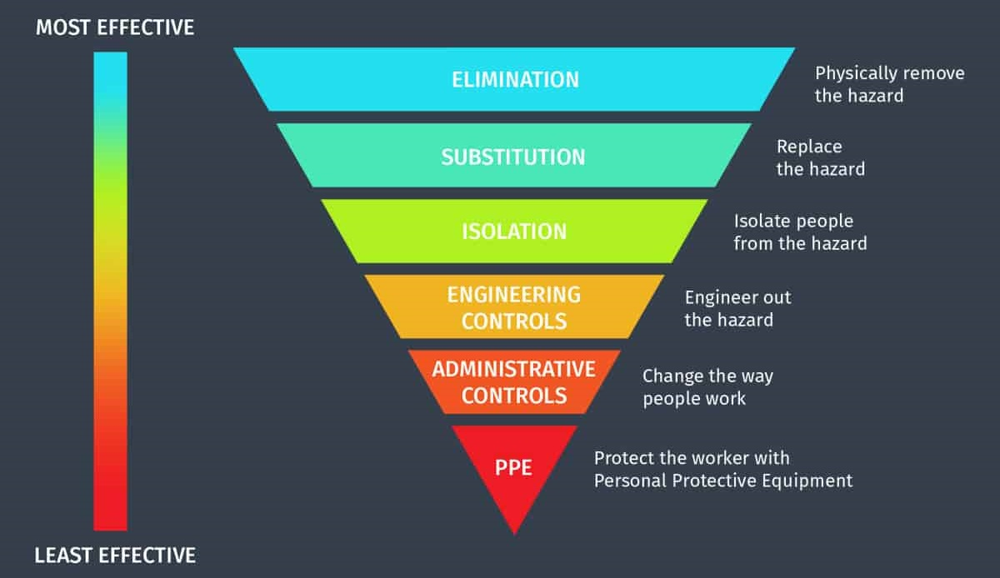 MOST EFFECTIVE
ELIMINATION
Physically remove
the hazard
SUBSTITUTION
Replace
the hazard
ISOLATION
Isolate people
from the hazard
ENGINEERING
CONTROLS
Engineer out
the hazard
ADMINISTRATIVE
CONTROLS
Change the way
people work
PPE
Protect the worker with
Personal Protective Equipment
LEAST EFFECTIVE